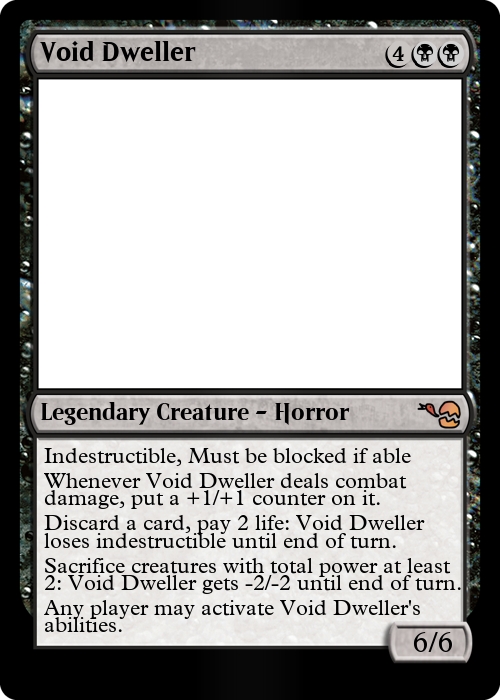 Void Dweller 4
Legendary Creature - Horror
Indestructible, Must be blocked if able
Whenever Void Dweller deals combat
damage, put a +1/+1 counter on it.
Discard a card, pay 2 life: Void Dweller
loses indestructible until end of turn.
Sacrifice creatures with total power at least
2: Void Dweller gets -2/-2 until end of turn.
Any player may activate Void Dweller's
abilities.
6/6